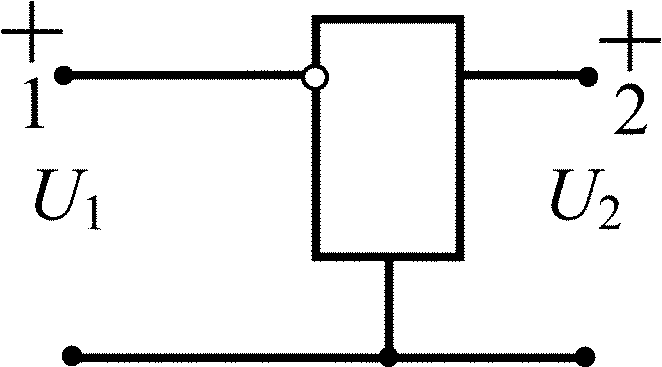 + +
1 2
U₁ U₂